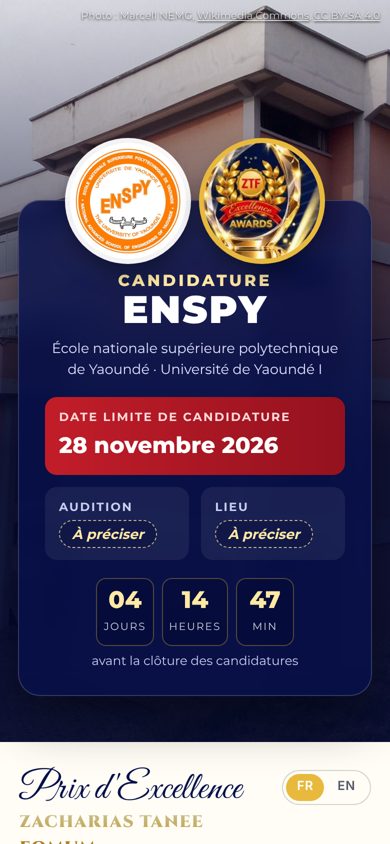 Photo : Marcell NEMG, Wikimedia Commons, CC BY-SA 4.0
ENSPY
ZTF
Excellence
AWARDS
CANDIDATURE
ENSPY
École nationale supérieure polytechnique
de Yaoundé · Université de Yaoundé I
DATE LIMITE DE CANDIDATURE
28 novembre 2026
AUDITION
LIEU
À préciser
À préciser
04
14
47
JOURS
HEURES
MIN
avant la clôture des candidatures
Prix d'Excellence
FR
EN
ZACHARIAS TANEE